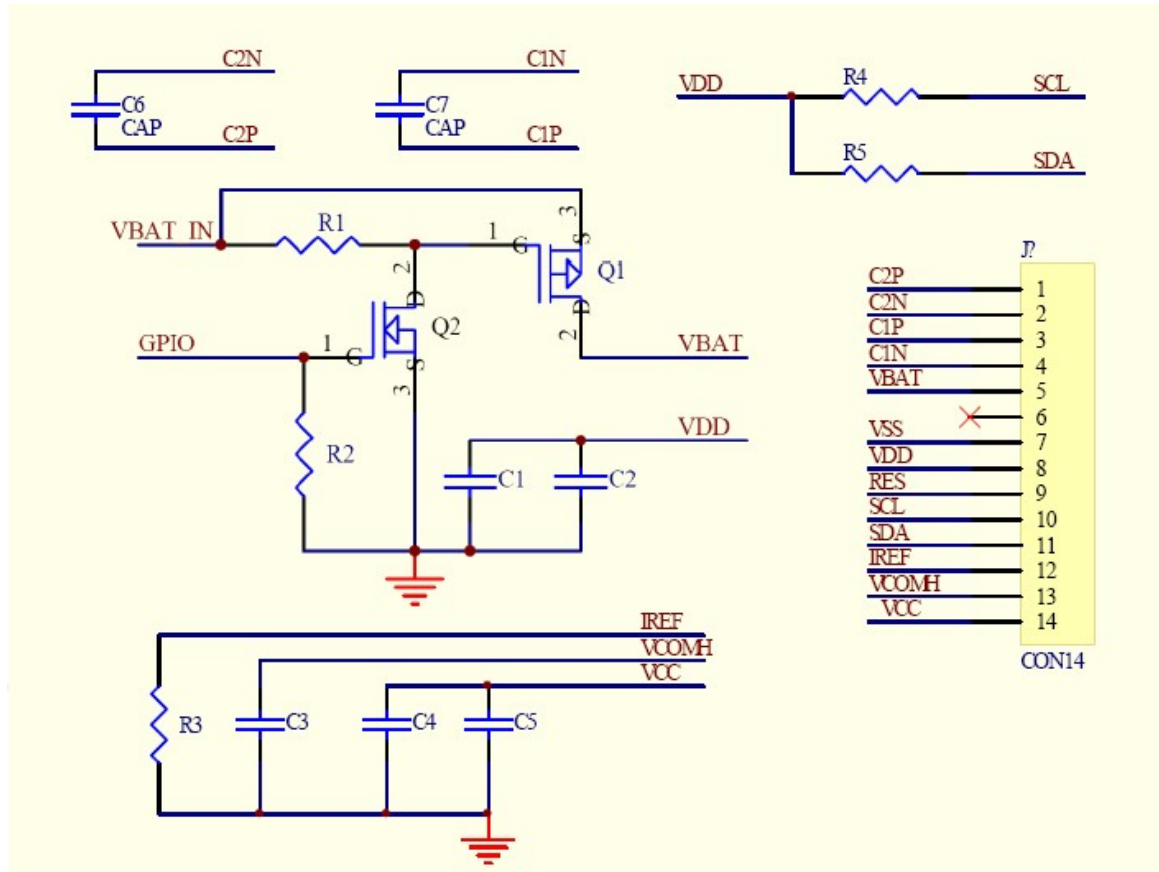 C2N
C6
CAP
C2P
C1N
C7
CAP
C1P
VDD
R4
SCL
R5
SDA
VBAT IN
R1
1
G
3
S
Q1
D
2
VBAT
2
D
Q2
GPIO
1
G
S
3
R2
VDD
C1
C2
J?
C2P 1
C2N 2
C1P 3
C1N 4
VBAT 5
6
VSS 7
VDD 8
RES 9
SCL 10
SDA 11
IREF 12
VCOMH 13
VCC 14
CON14
IREF
VCOMH
VCC
R3
C3
C4
C5